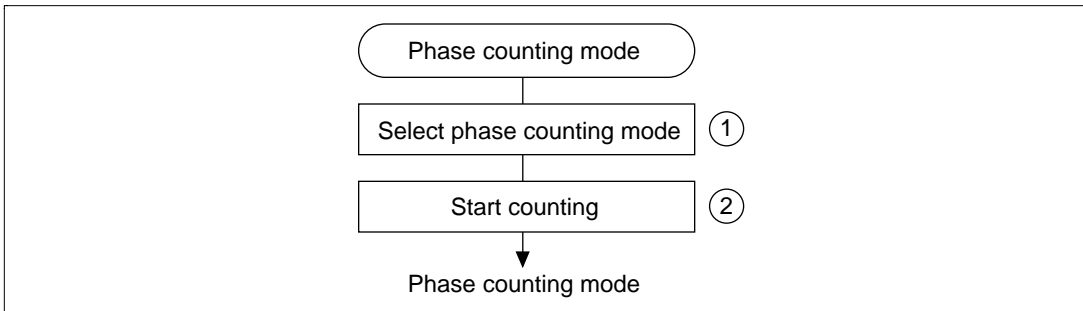 Phase counting mode
Select phase counting mode 1
Start counting 2
Phase counting mode